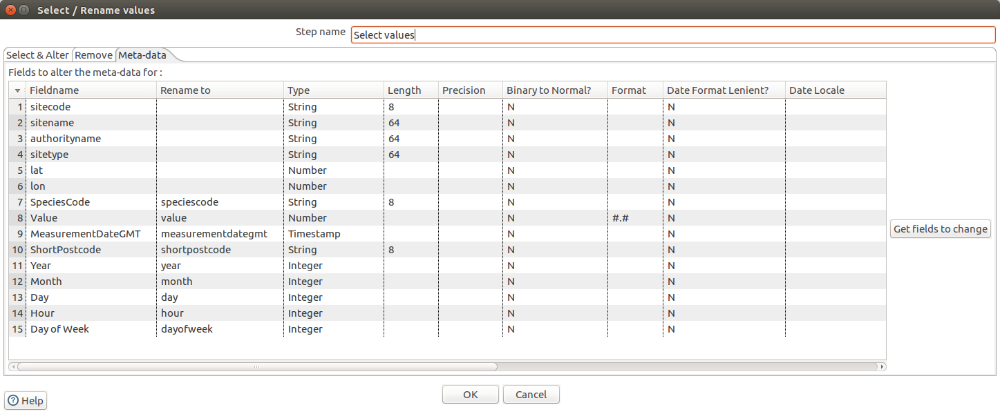 Select / Rename values
Step name Select values
Select & Alter Remove Meta-data
Fields to alter the meta-data for :
Fieldname Rename to Type Length Precision Binary to Normal? Format Date Format Lenient? Date Locale
1 sitecode String 8 N N
2 sitename String 64 N N
3 authorityname String 64 N N
4 sitetype String 64 N N
5 lat Number N N
6 lon Number N N
7 SpeciesCode speciescode String 8 N N
8 Value value Number N #.# N
9 MeasurementDateGMT measurementdategmt Timestamp N N
10 ShortPostcode shortpostcode String 8 N N
11 Year year Integer N N
12 Month month Integer N N
13 Day day Integer N N
14 Hour hour Integer N N
15 Day of Week dayofweek Integer N N
Get fields to change
OK Cancel
Help